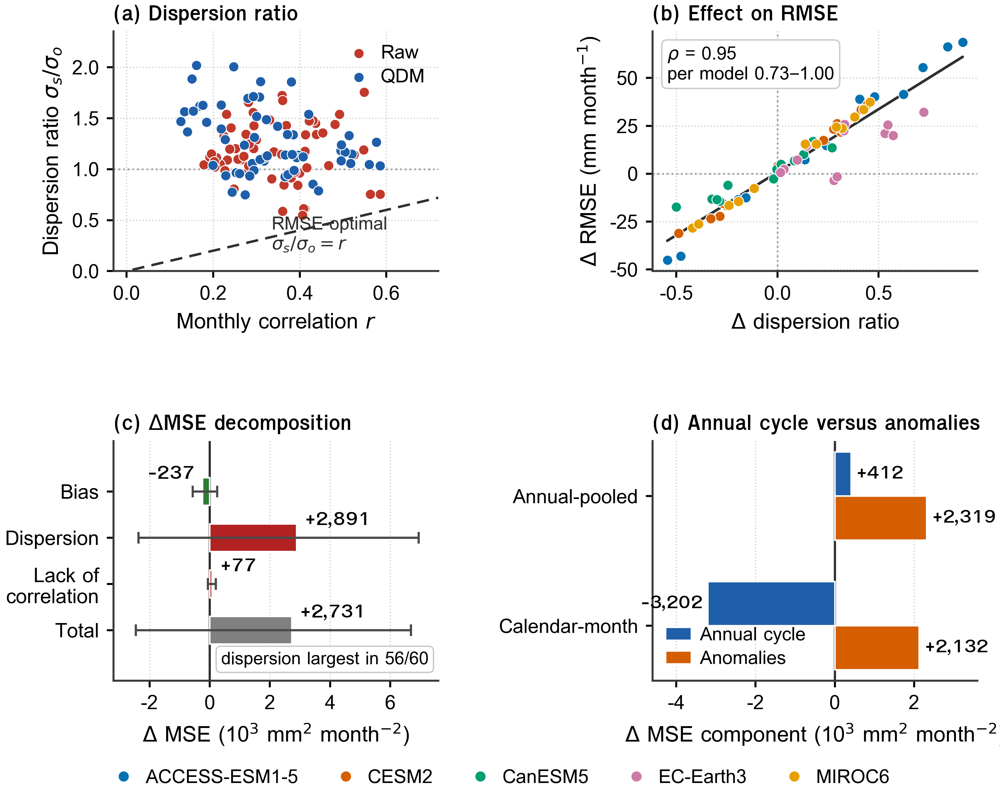 (a) Dispersion ratio
Dispersion ratio σₛ/σₒ
2.0
1.5
1.0
0.5
0.0
Raw
QDM
RMSE-optimal
σₛ/σₒ = r
0.0 0.2 0.4 0.6
Monthly correlation r
(b) Effect on RMSE
Δ RMSE (mm month⁻¹)
50
25
0
-25
-50
ρ = 0.95
per model 0.73–1.00
-0.5 0.0 0.5
Δ dispersion ratio
(c) ΔMSE decomposition
Bias
Dispersion
Lack of
correlation
Total
-237
+2,891
+77
+2,731
dispersion largest in 56/60
-2 0 2 4 6
Δ MSE (10³ mm² month⁻²)
(d) Annual cycle versus anomalies
Annual-pooled
Calendar-month
+412
+2,319
-3,202
+2,132
Annual cycle
Anomalies
-4 -2 0 2
Δ MSE component (10³ mm² month⁻²)
ACCESS-ESM1-5 CESM2 CanESM5 EC-Earth3 MIROC6